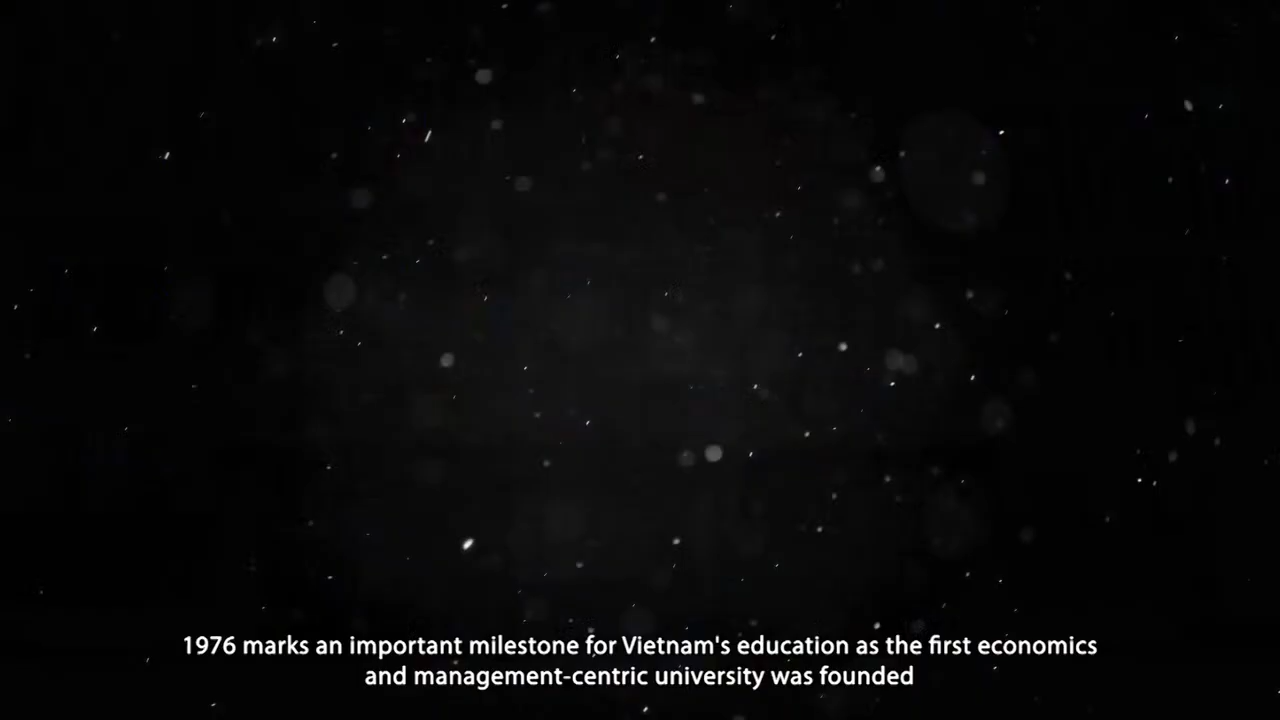 1976 marks an important milestone for Vietnam's education as the first economics
and management-centric university was founded